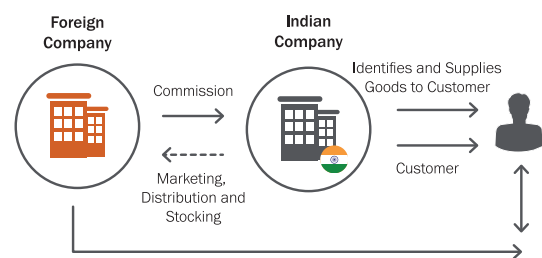 Foreign
Company
Indian
Company
Commission
Marketing,
Distribution and
Stocking
Identifies and Supplies
Goods to Customer
Customer